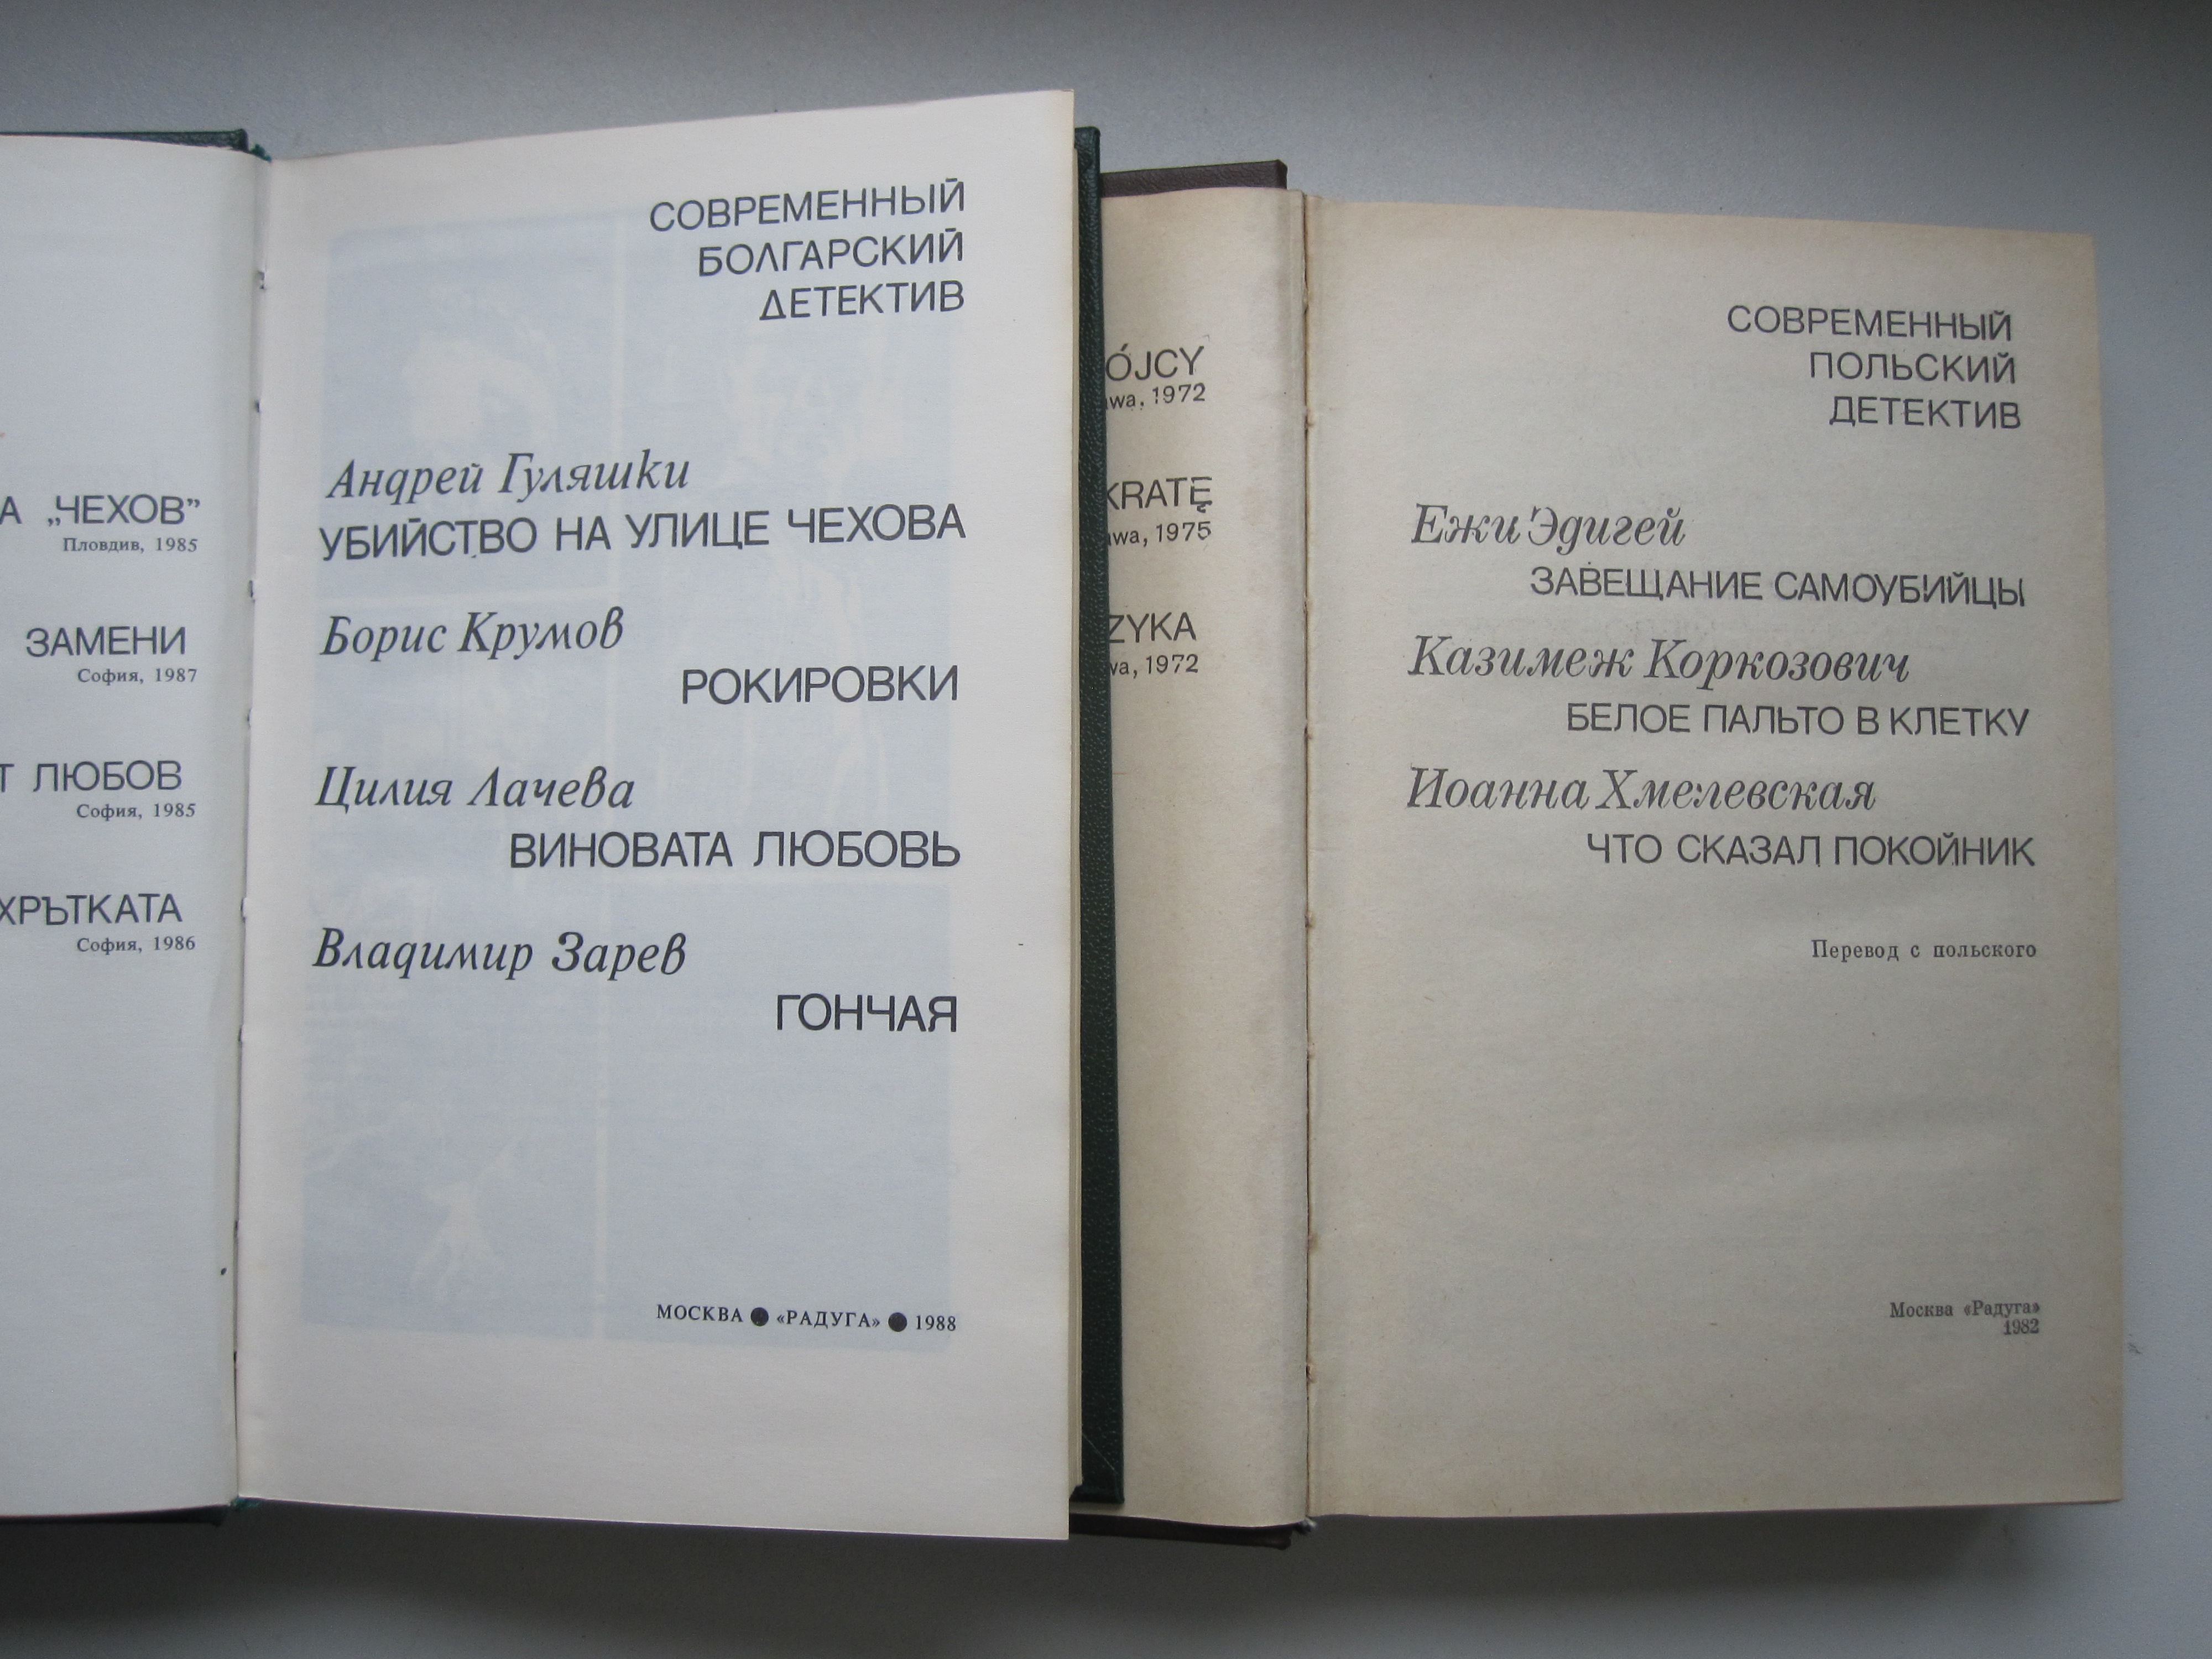 А „ЧЕХОВ”
Пловдив, 1985
ЗАМЕНИ
София, 1987
Т ЛЮБОВ
София, 1985
ХРЪТКАТА
София, 1986
СОВРЕМЕННЫЙ
БОЛГАРСКИЙ
ДЕТЕКТИВ
Андрей Гуляшки
УБИЙСТВО НА УЛИЦЕ ЧЕХОВА
Борис Крумов
РОКИРОВКИ
Цилия Лачева
ВИНОВАТА ЛЮБОВЬ
Владимир Зарев
ГОНЧАЯ
МОСКВА ● «РАДУГА» ● 1988
ÓJCY
wa, 1972
KRATĘ
wa, 1975
ZYKA
wa, 1972
СОВРЕМЕННЫЙ
ПОЛЬСКИЙ
ДЕТЕКТИВ
Ежи Эдигей
ЗАВЕЩАНИЕ САМОУБИЙЦЫ
Казимеж Коркозович
БЕЛОЕ ПАЛЬТО В КЛЕТКУ
Иоанна Хмелевская
ЧТО СКАЗАЛ ПОКОЙНИК
Перевод с польского
Москва «Радуга»
1982